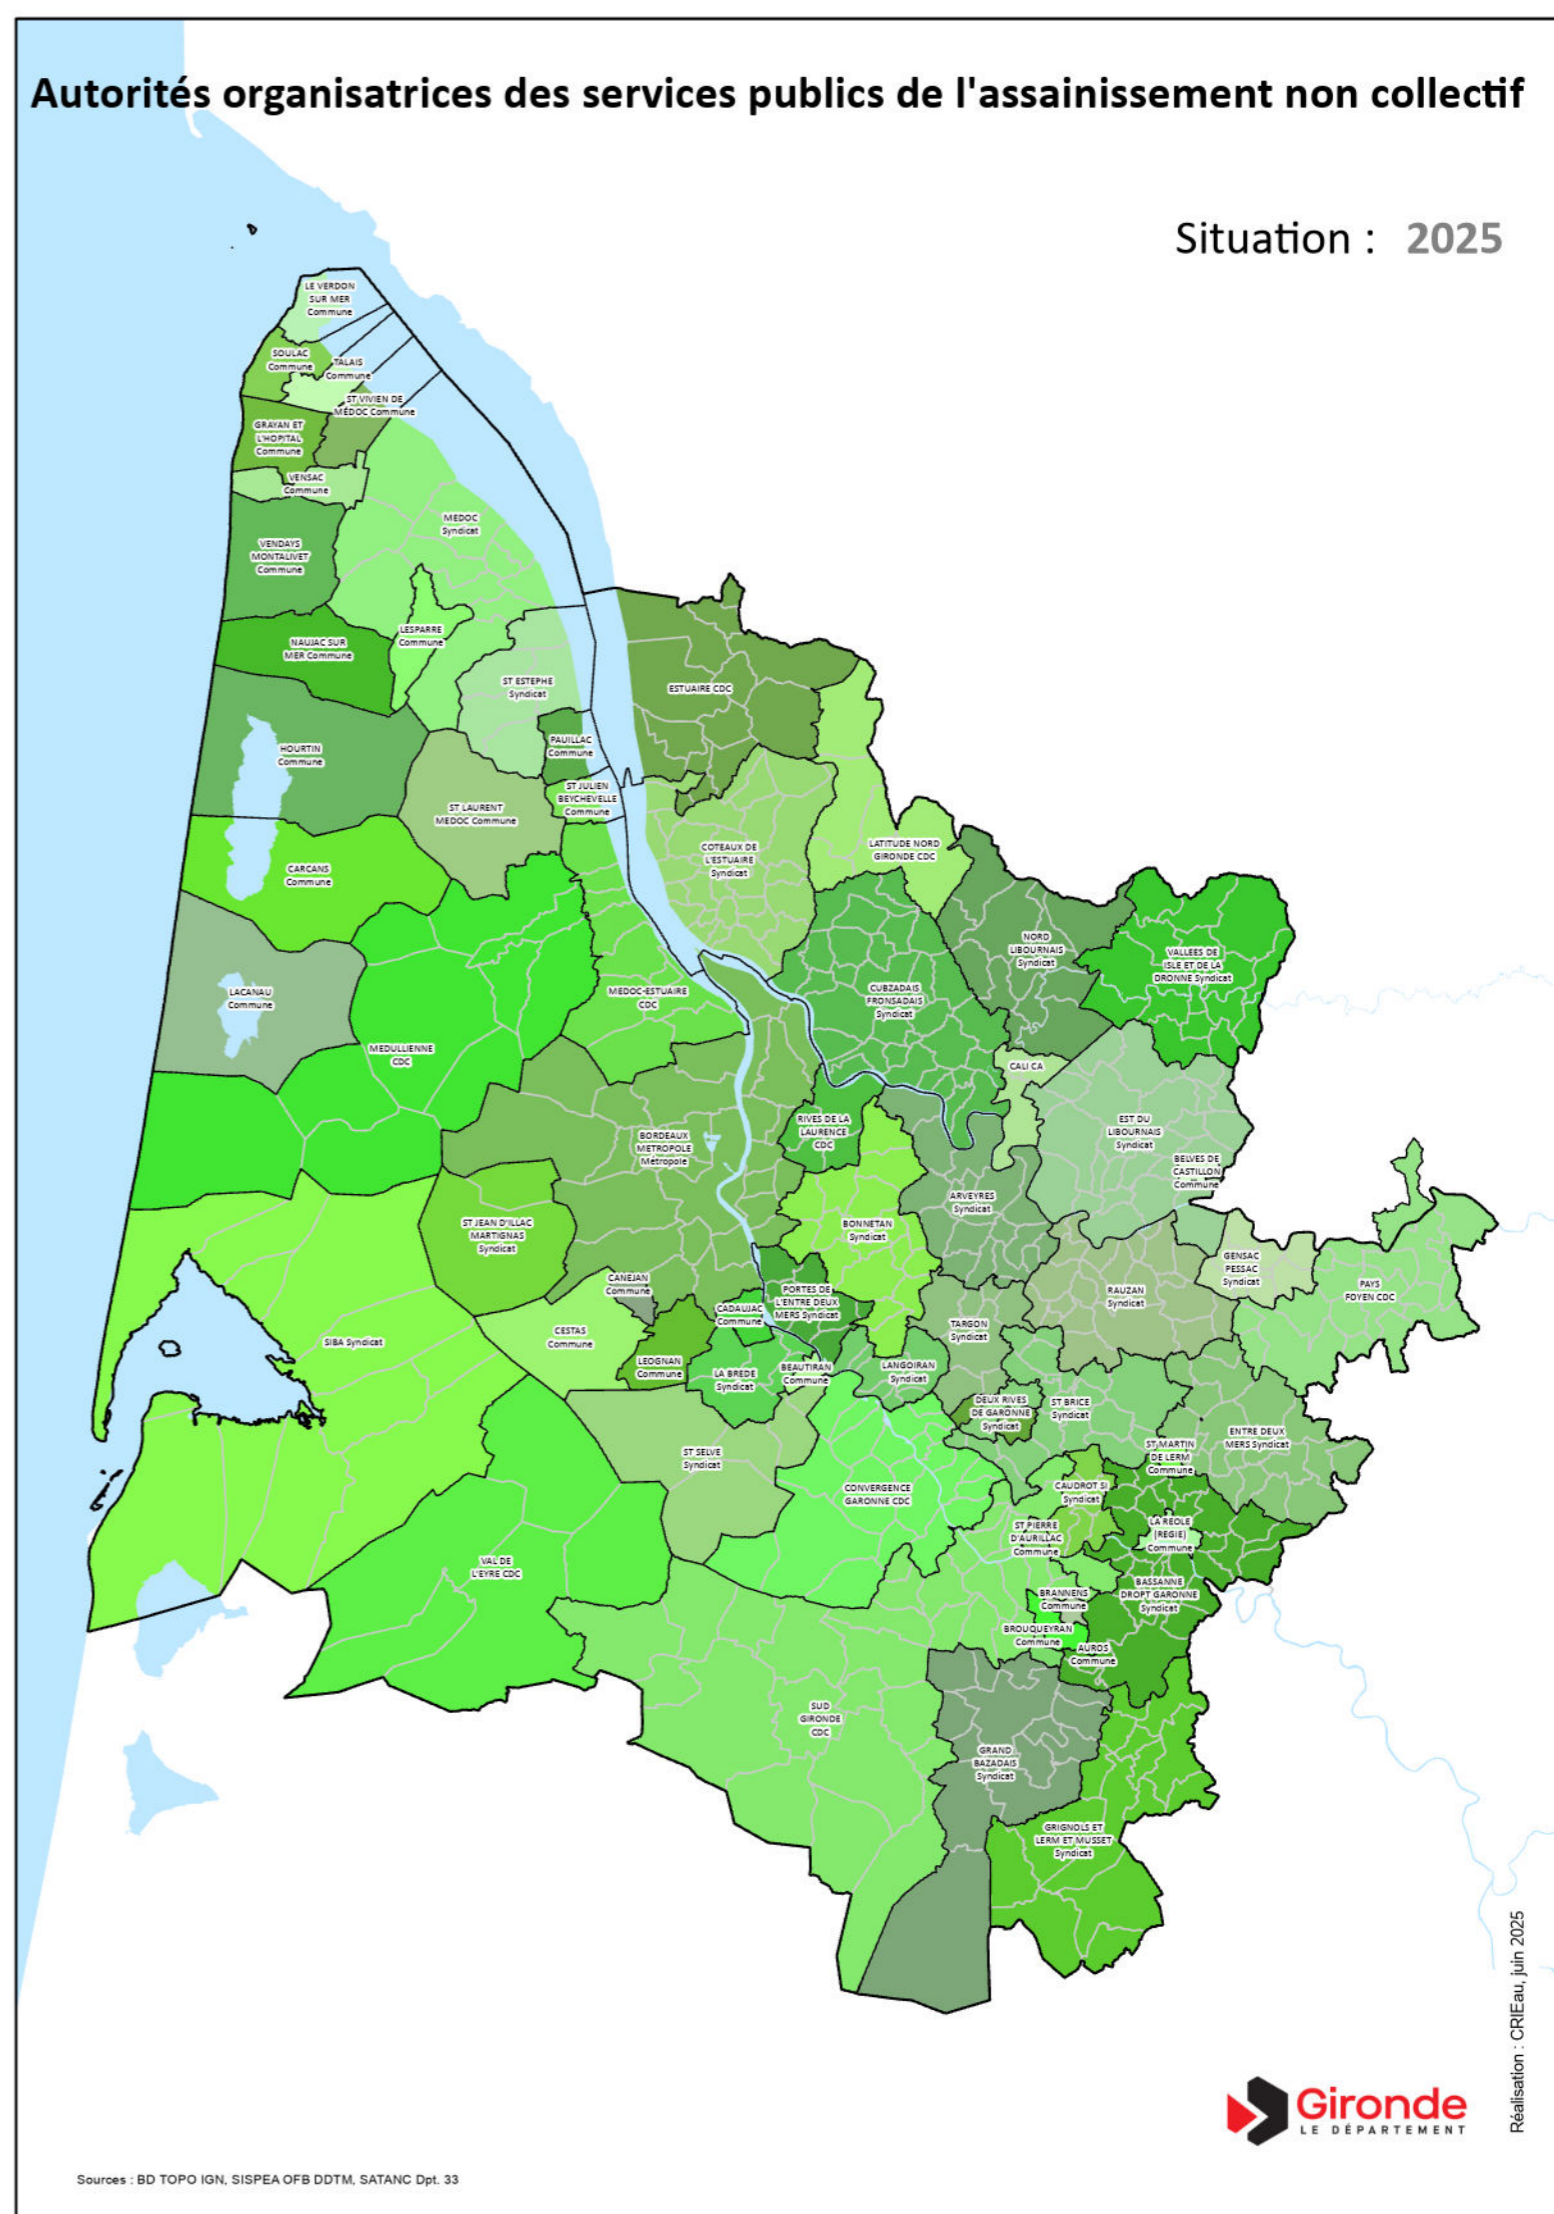 Autorités organisatrices des services publics de l'assainissement non collectif
Situation : 2025
LE VERDON
SUR MER
Commune
SOULAC
Commune
TALAIS
Commune
ST VIVIEN DE
MÉDOC Commune
GRAYAN ET
L'HOPITAL
Commune
VENSAC
Commune
MEDOC
Syndicat
VENDAYS
MONTALIVET
Commune
LESPARRE
Commune
NAUJAC SUR
MER Commune
ST ESTEPHE
Syndicat
ESTUAIRE CDC
HOURTIN
Commune
PAUILLAC
Commune
ST JULIEN
BEYCHEVELLE
Commune
ST LAURENT
MEDOC Commune
COTEAUX DE
L'ESTUAIRE
Syndicat
LATITUDE NORD
GIRONDE CDC
CARCANS
Commune
NORD
LIBOURNAIS
Syndicat
VALLEES DE
ISLE ET DE LA
DRONNE Syndicat
LACANAU
Commune
MEDOC-ESTUAIRE
CDC
CUBZADAIS
FRONSADAIS
Syndicat
MEDULLIENNE
CDC
CALI CA
RIVES DE LA
LAURENCE
CDC
EST DU
LIBOURNAIS
Syndicat
BORDEAUX
METROPOLE
Métropole
BELVES DE
CASTILLON
Commune
ARVEYRES
Syndicat
ST JEAN D'ILLAC
MARTIGNAS
Syndicat
BONNETAN
Syndicat
GENSAC
PESSAC
Syndicat
CANEJAN
Commune
PORTES DE
L'ENTRE DEUX
MERS Syndicat
RAUZAN
Syndicat
PAYS
FOYEN CDC
CADAUJAC
Commune
SIBA Syndicat
CESTAS
Commune
TARGON
Syndicat
LEOGNAN
Commune
LA BREDE
Syndicat
BEAUTIRAN
Commune
LANGOIRAN
Syndicat
DEUX RIVES
DE GARONNE
Syndicat
ST BRICE
Syndicat
ENTRE DEUX
MERS Syndicat
ST SELVE
Syndicat
ST MARTIN
DE LERM
Commune
CONVERGENCE
GARONNE CDC
CAUDROT SI
Syndicat
ST PIERRE
D'AURILLAC
Commune
LA REOLE
(REGIE)
Commune
VAL DE
L'EYRE CDC
BASSANNE
DROPT GARONNE
Syndicat
BRANNENS
Commune
BROUQUEYRAN
Commune
AUROS
Commune
SUD
GIRONDE
CDC
GRAND
BAZADAIS
Syndicat
GRIGNOLS ET
LERM ET MUSSET
Syndicat
Réalisation : CRIEau, juin 2025
Gironde
LE DÉPARTEMENT
Sources : BD TOPO IGN, SISPEA OFB DDTM, SATANC Dpt. 33